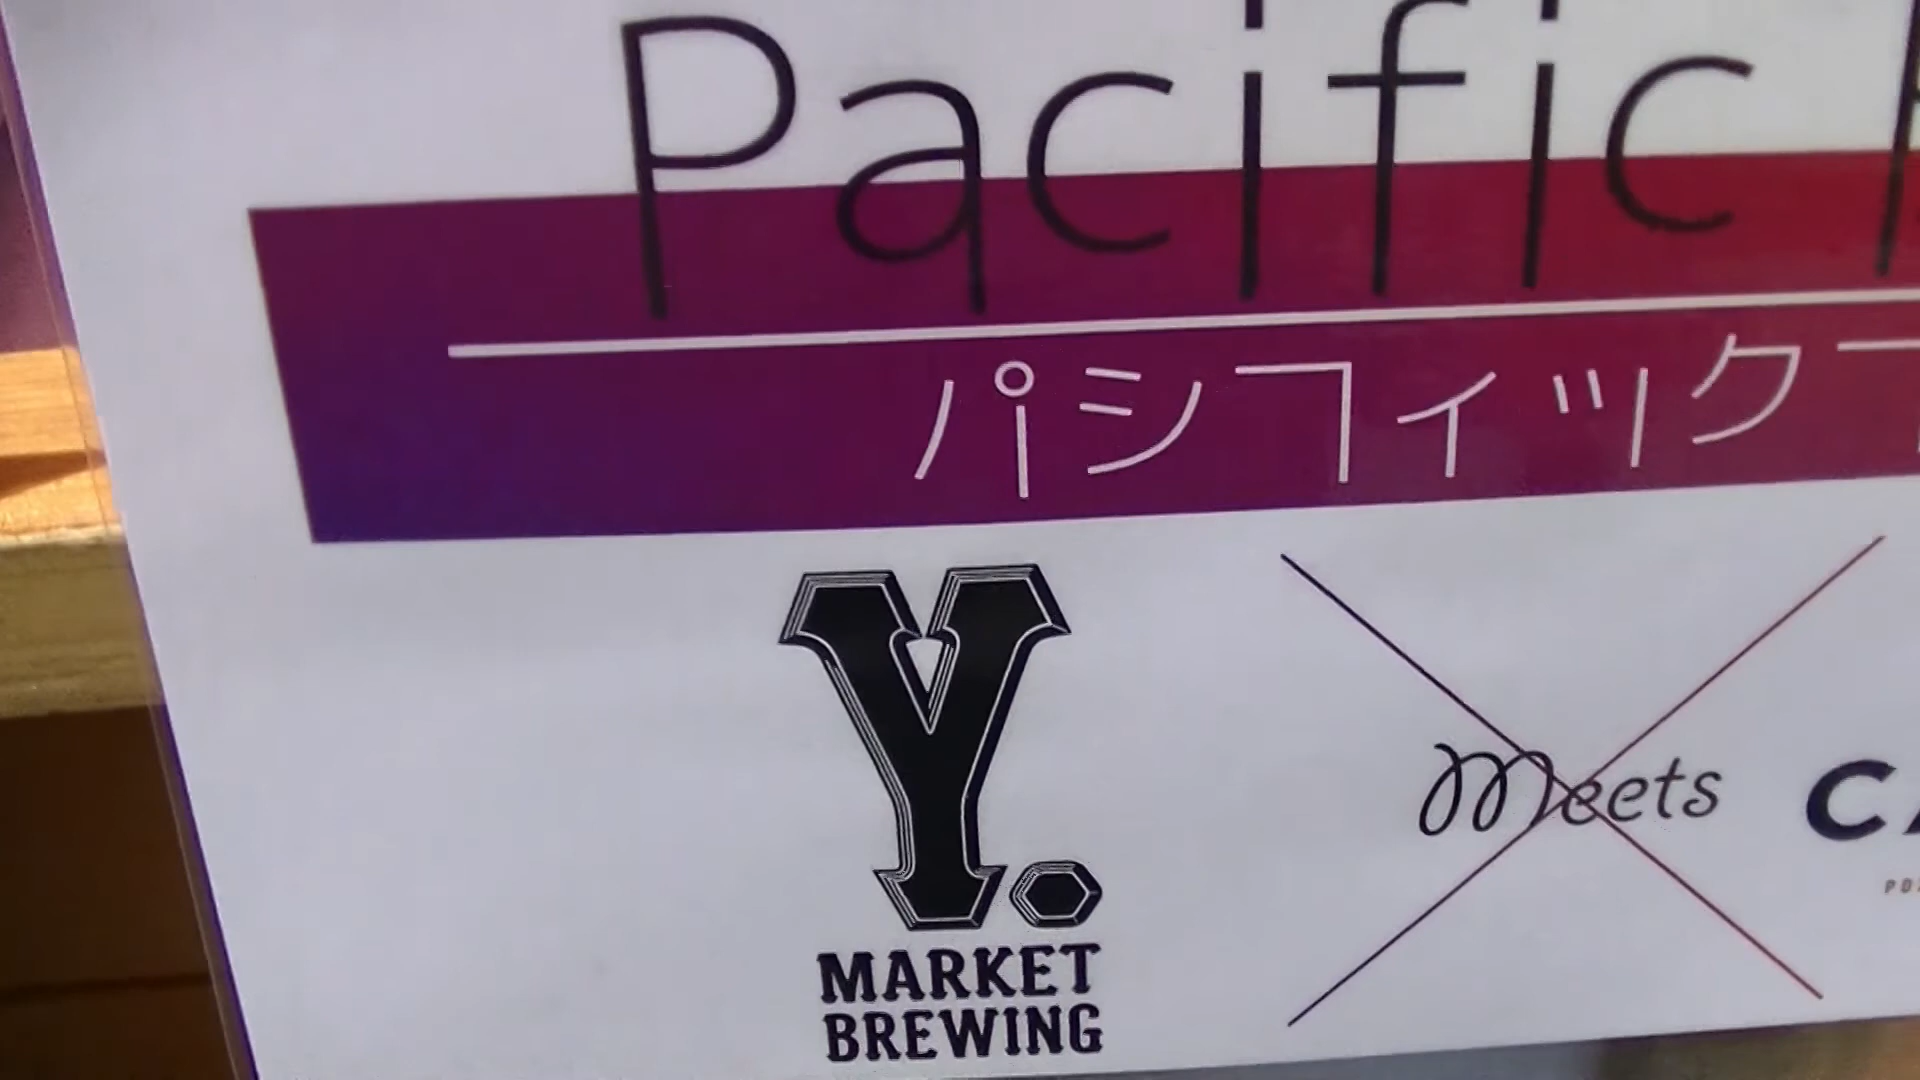 Pacific
パシフィック
Y.
MARKET
BREWING
meets